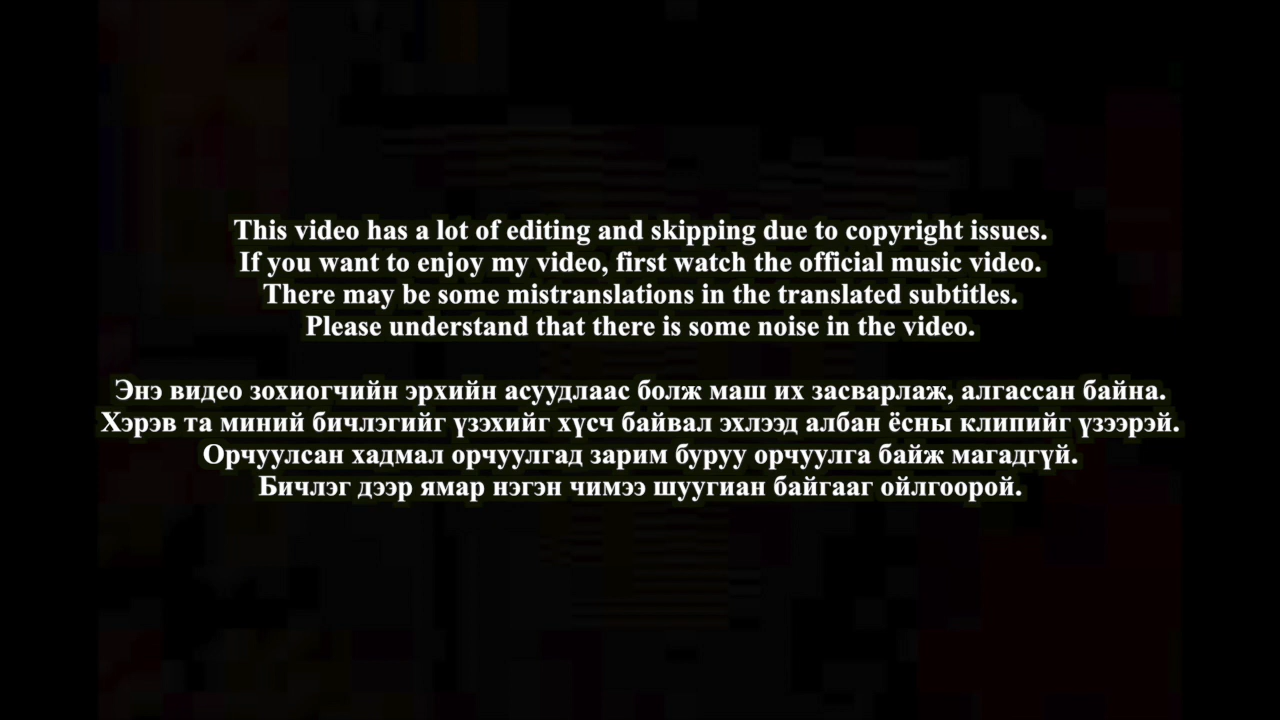 This video has a lot of editing and skipping due to copyright issues.
If you want to enjoy my video, first watch the official music video.
There may be some mistranslations in the translated subtitles.
Please understand that there is some noise in the video.
Энэ видео зохиогчийн эрхийн асуудлаас болж маш их засварлаж, алгассан байна.
Хэрэв та миний бичлэгийг үзэхийг хүсч байвал эхлээд албан ёсны клипийг үзээрэй.
Орчуулсан хадмал орчуулгад зарим буруу орчуулга байж магадгүй.
Бичлэг дээр ямар нэгэн чимээ шуугиан байгааг ойлгоорой.